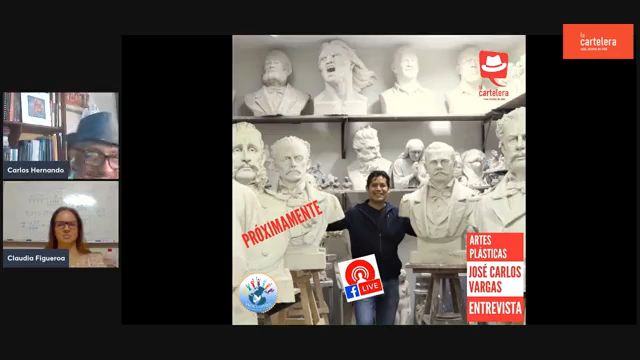 La
cartelera
Carlos Hernando
Claudia Figueroa
cartelera
PRÓXIMAMENTE
LIVE
ARTES
PLÁSTICAS
JOSÉ CARLOS
VARGAS
ENTREVISTA